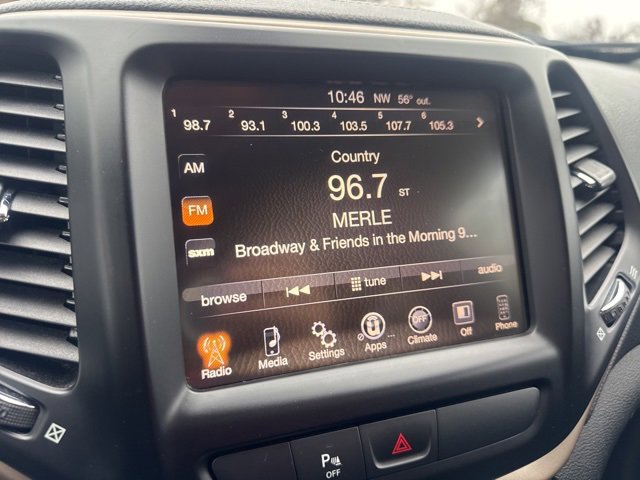 10:46 NW 56° out.
1 98.7 2 93.1 3 100.3 4 103.5 5 107.7 6 105.3
AM
Country
96.7 ST
FM
MERLE
sxm
Broadway & Friends in the Morning 9...
browse tune audio
Radio Media Settings Apps Climate Off Phone
OFF
P OFF